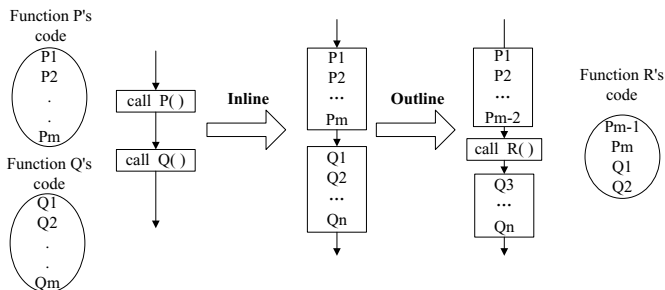 Function P's
code
P1
P2
.
.
Pm
Function Q's
code
Q1
Q2
.
.
Qm
call P( )
call Q( )
Inline
P1
P2
...
Pm
Q1
Q2
...
Qn
Outline
P1
P2
...
Pm-2
call R( )
Q3
...
Qn
Function R's
code
Pm-1
Pm
Q1
Q2